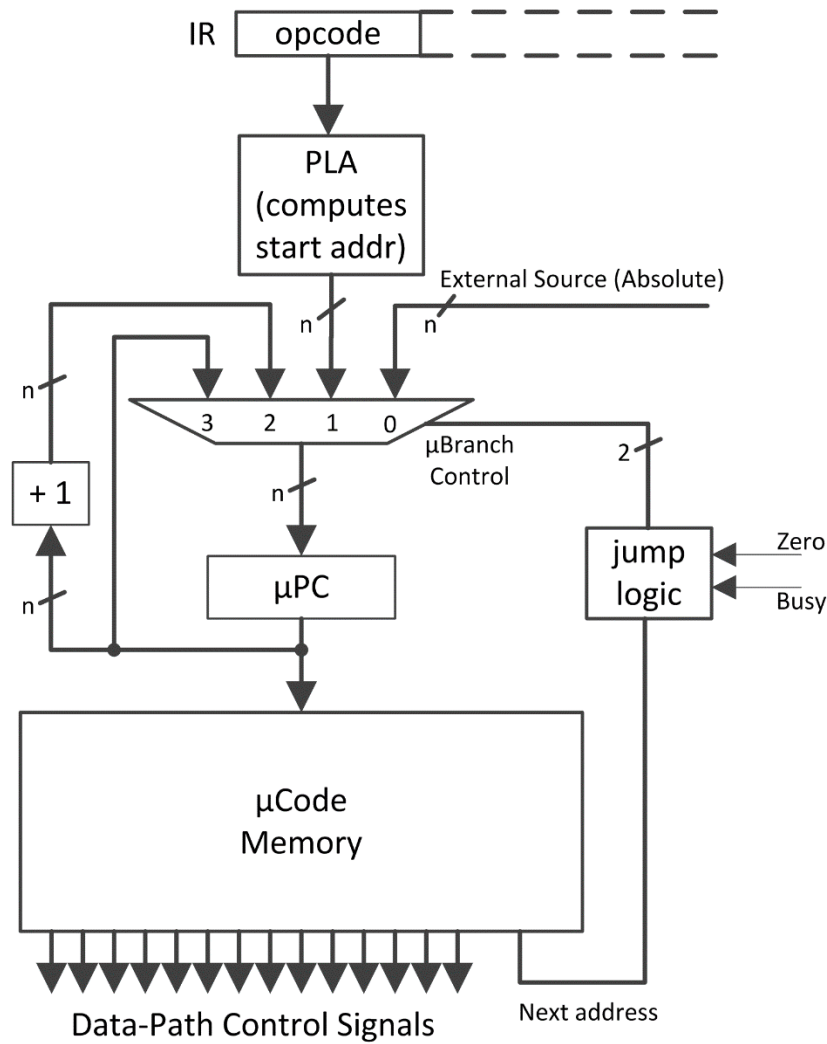 IR
opcode
PLA
(computes
start addr)
External Source (Absolute)
n
n
n
3 2 1 0
μBranch
Control
2
n
+ 1
jump
logic
Zero
Busy
μPC
n
μCode
Memory
Data-Path Control Signals
Next address